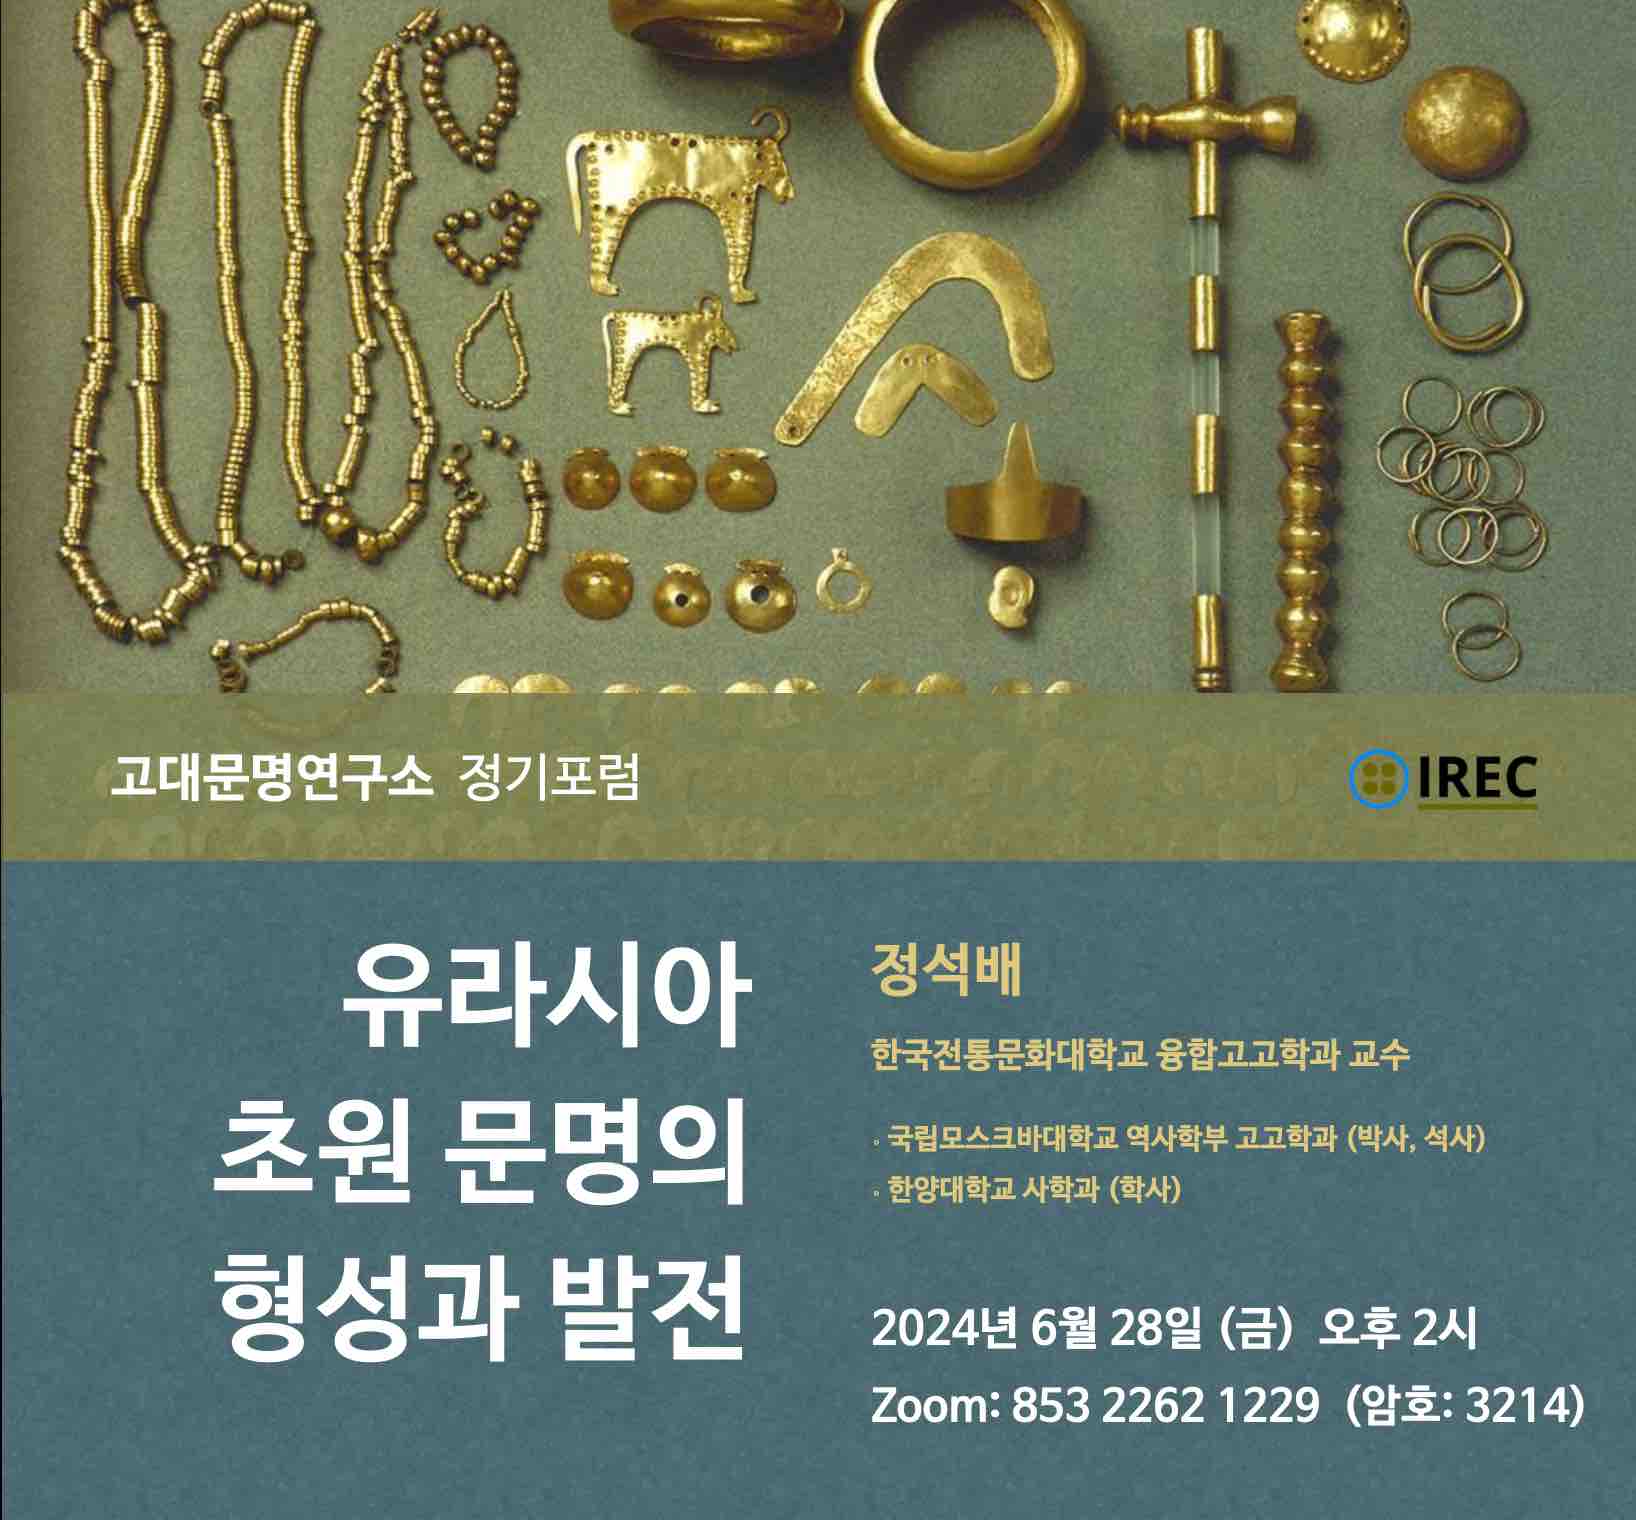 고대문명연구소 정기포럼
IREC
유라시아
초원 문명의
형성과 발전
정석배
한국전통문화대학교 융합고고학과 교수
◦ 국립모스크바대학교 역사학부 고고학과 (박사, 석사)
◦ 한양대학교 사학과 (학사)
2024년 6월 28일 (금) 오후 2시
Zoom: 853 2262 1229 (암호: 3214)